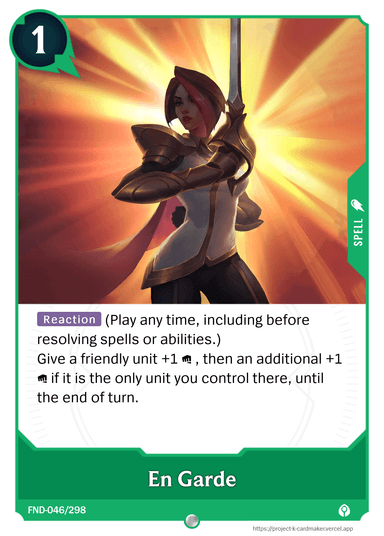 1
SPELL
Reaction (Play any time, including before
resolving spells or abilities.)
Give a friendly unit +1 , then an additional +1
if it is the only unit you control there, until
the end of turn.
En Garde
FND-046/298
https://project-k-cardmaker.vercel.app